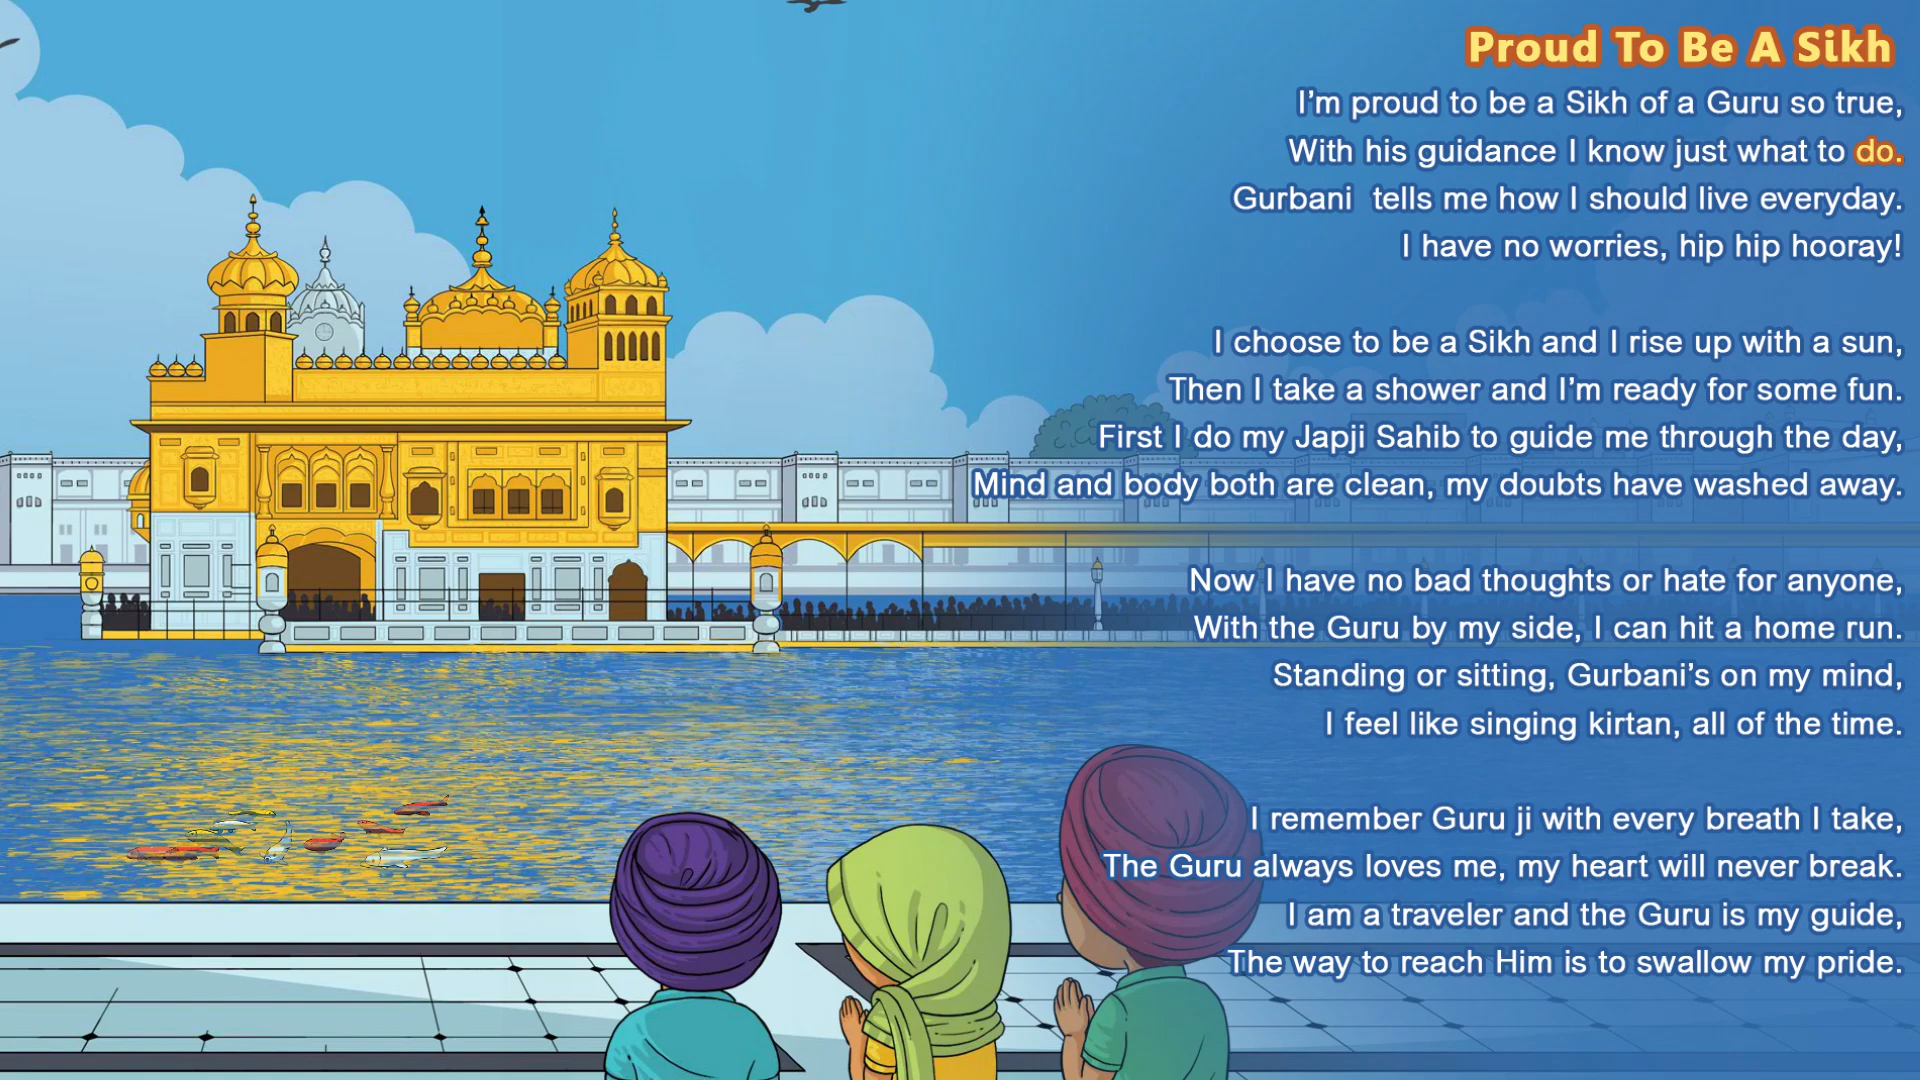 Proud To Be A Sikh
I'm proud to be a Sikh of a Guru so true,
With his guidance I know just what to do.
Gurbani  tells me how I should live everyday.
I have no worries, hip hip hooray!
I choose to be a Sikh and I rise up with a sun,
Then I take a shower and I'm ready for some fun.
First I do my Japji Sahib to guide me through the day,
Mind and body both are clean, my doubts have washed away.
Now I have no bad thoughts or hate for anyone,
With the Guru by my side, I can hit a home run.
Standing or sitting, Gurbani's on my mind,
I feel like singing kirtan, all of the time.
I remember Guru ji with every breath I take,
The Guru always loves me, my heart will never break.
I am a traveler and the Guru is my guide,
The way to reach Him is to swallow my pride.